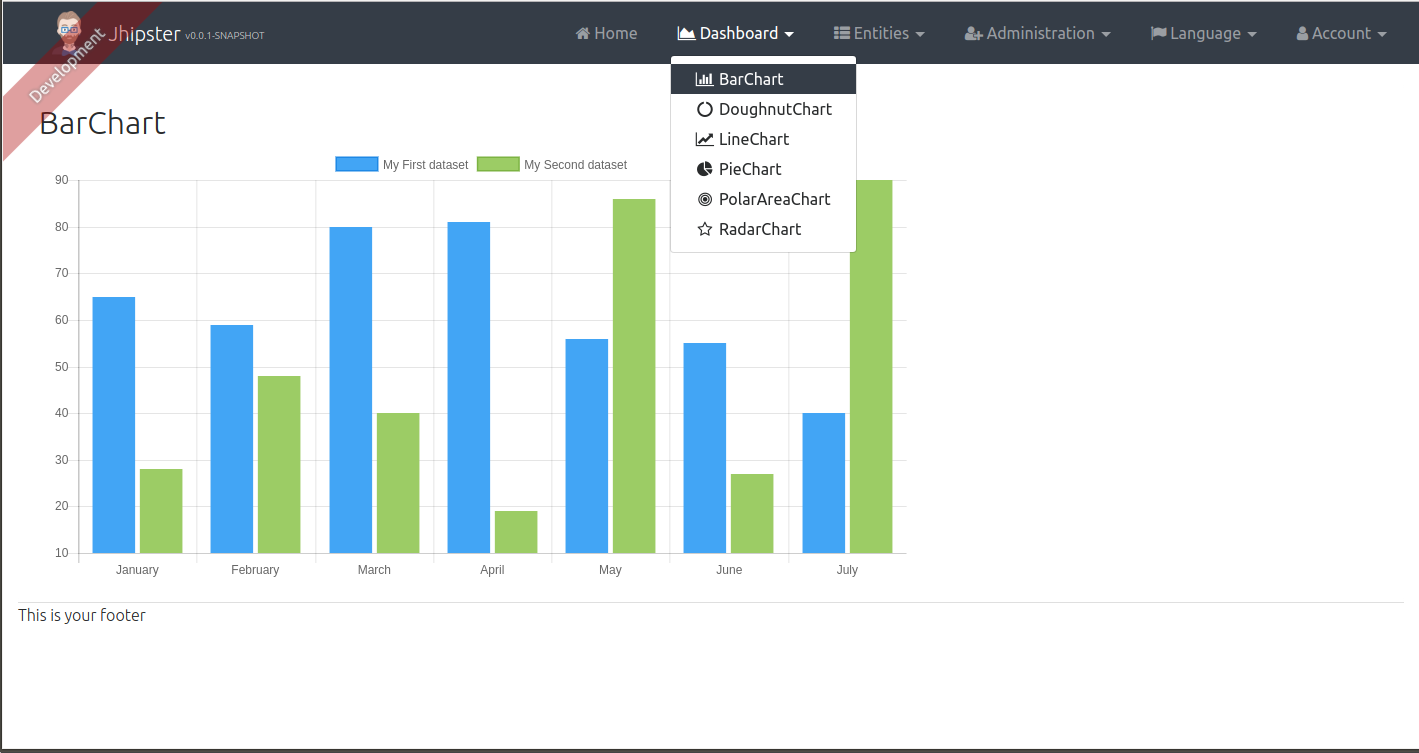 Development
Jhipster v0.0.1-SNAPSHOT
Home Dashboard Entities Administration Language Account
BarChart
DoughnutChart
LineChart
PieChart
PolarAreaChart
RadarChart
BarChart
My First dataset My Second dataset
90
80
70
60
50
40
30
20
10
January February March April May June July
This is your footer